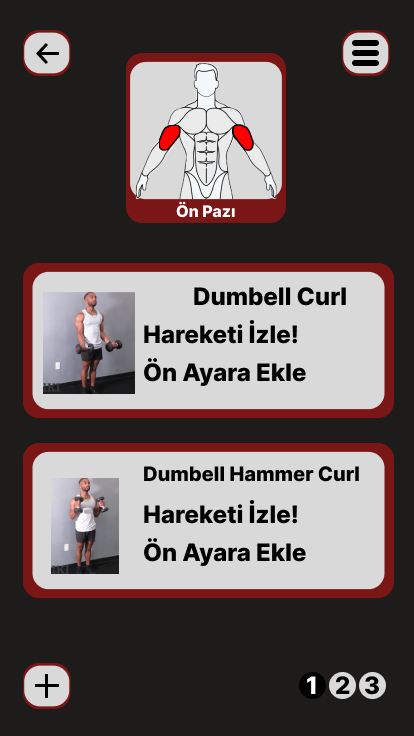 Ön Pazı
Dumbell Curl
Hareketi İzle!
Ön Ayara Ekle
Dumbell Hammer Curl
Hareketi İzle!
Ön Ayara Ekle
1 2 3